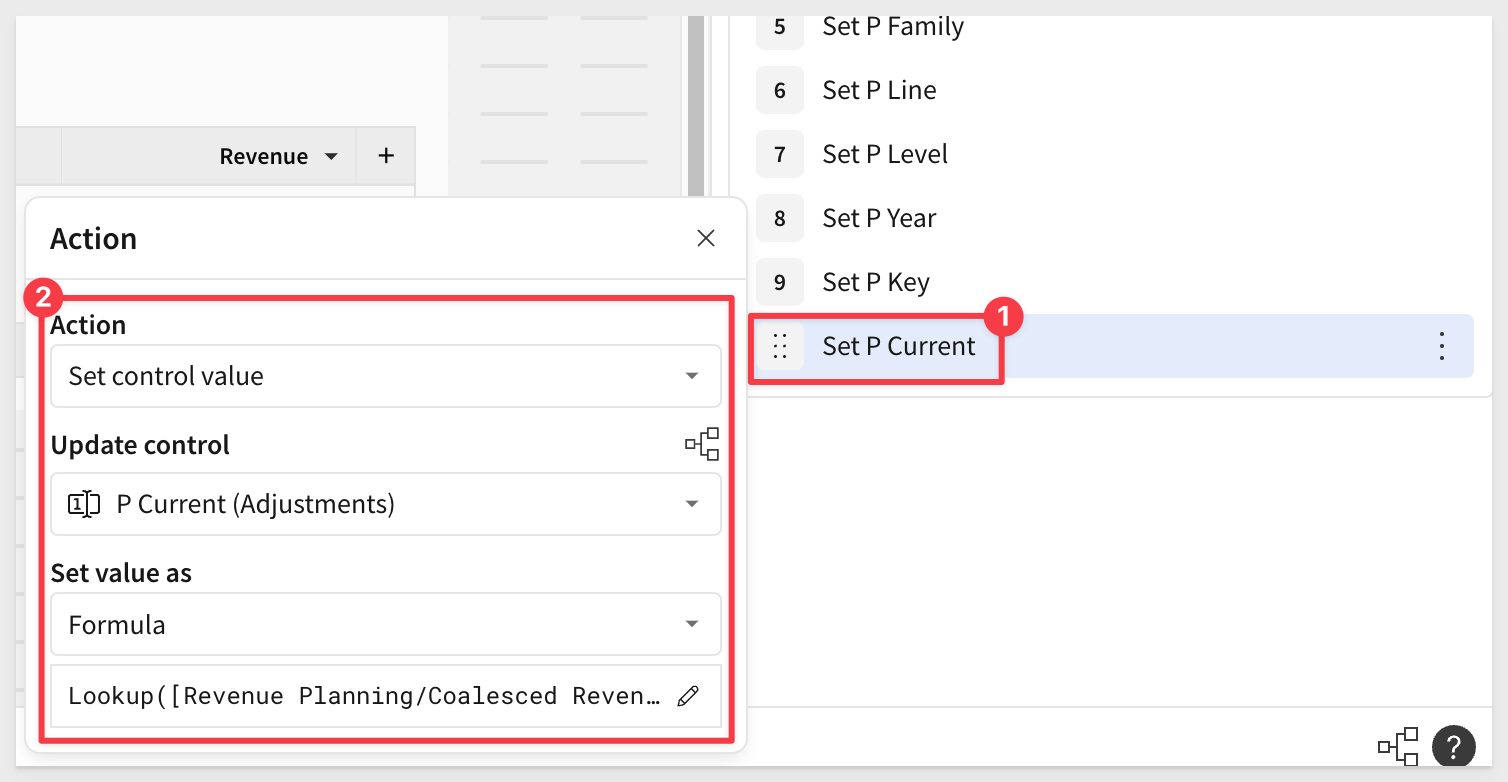 5 Set P Family
6 Set P Line
7 Set P Level
8 Set P Year
9 Set P Key
Set P Current
1
Revenue
+
Action
2
Action
Set control value
Update control
P Current (Adjustments)
Set value as
Formula
Lookup([Revenue Planning/Coalesced Reven…
?